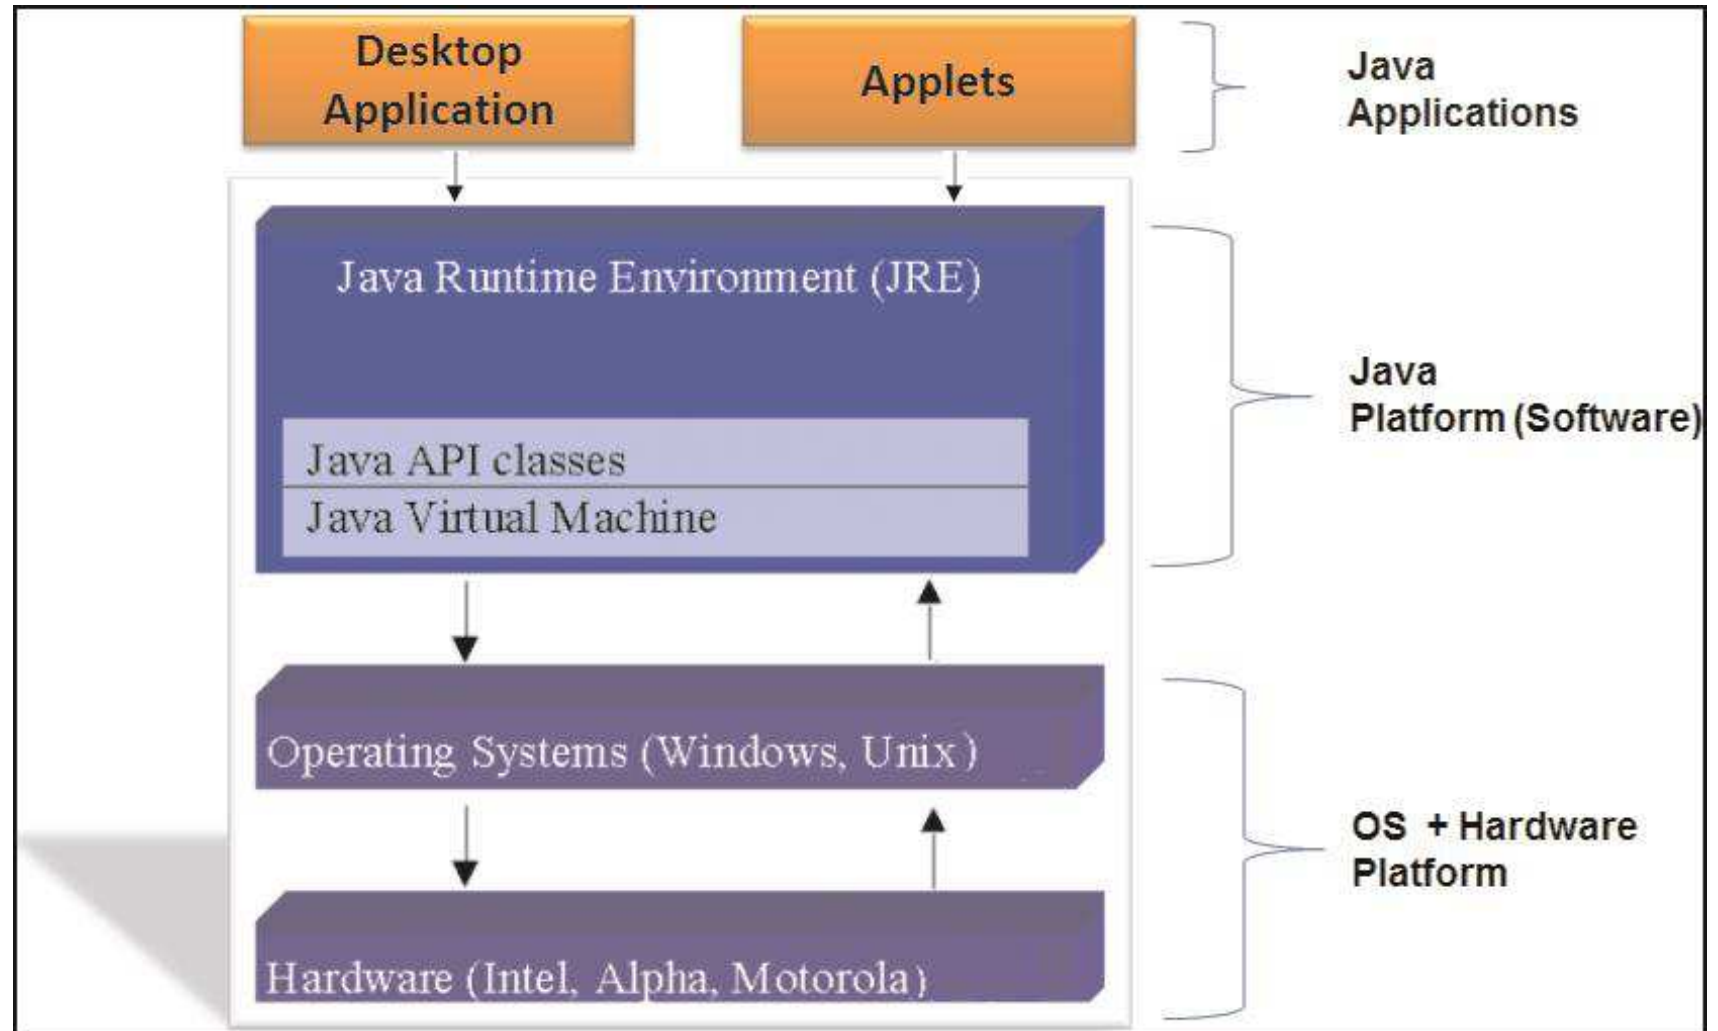 Desktop
Application
Applets
Java
Applications
Java Runtime Environment (JRE)
Java API classes
Java Virtual Machine
Java
Platform (Software)
Operating Systems (Windows, Unix )
OS + Hardware
Platform
Hardware (Intel, Alpha, Motorola)